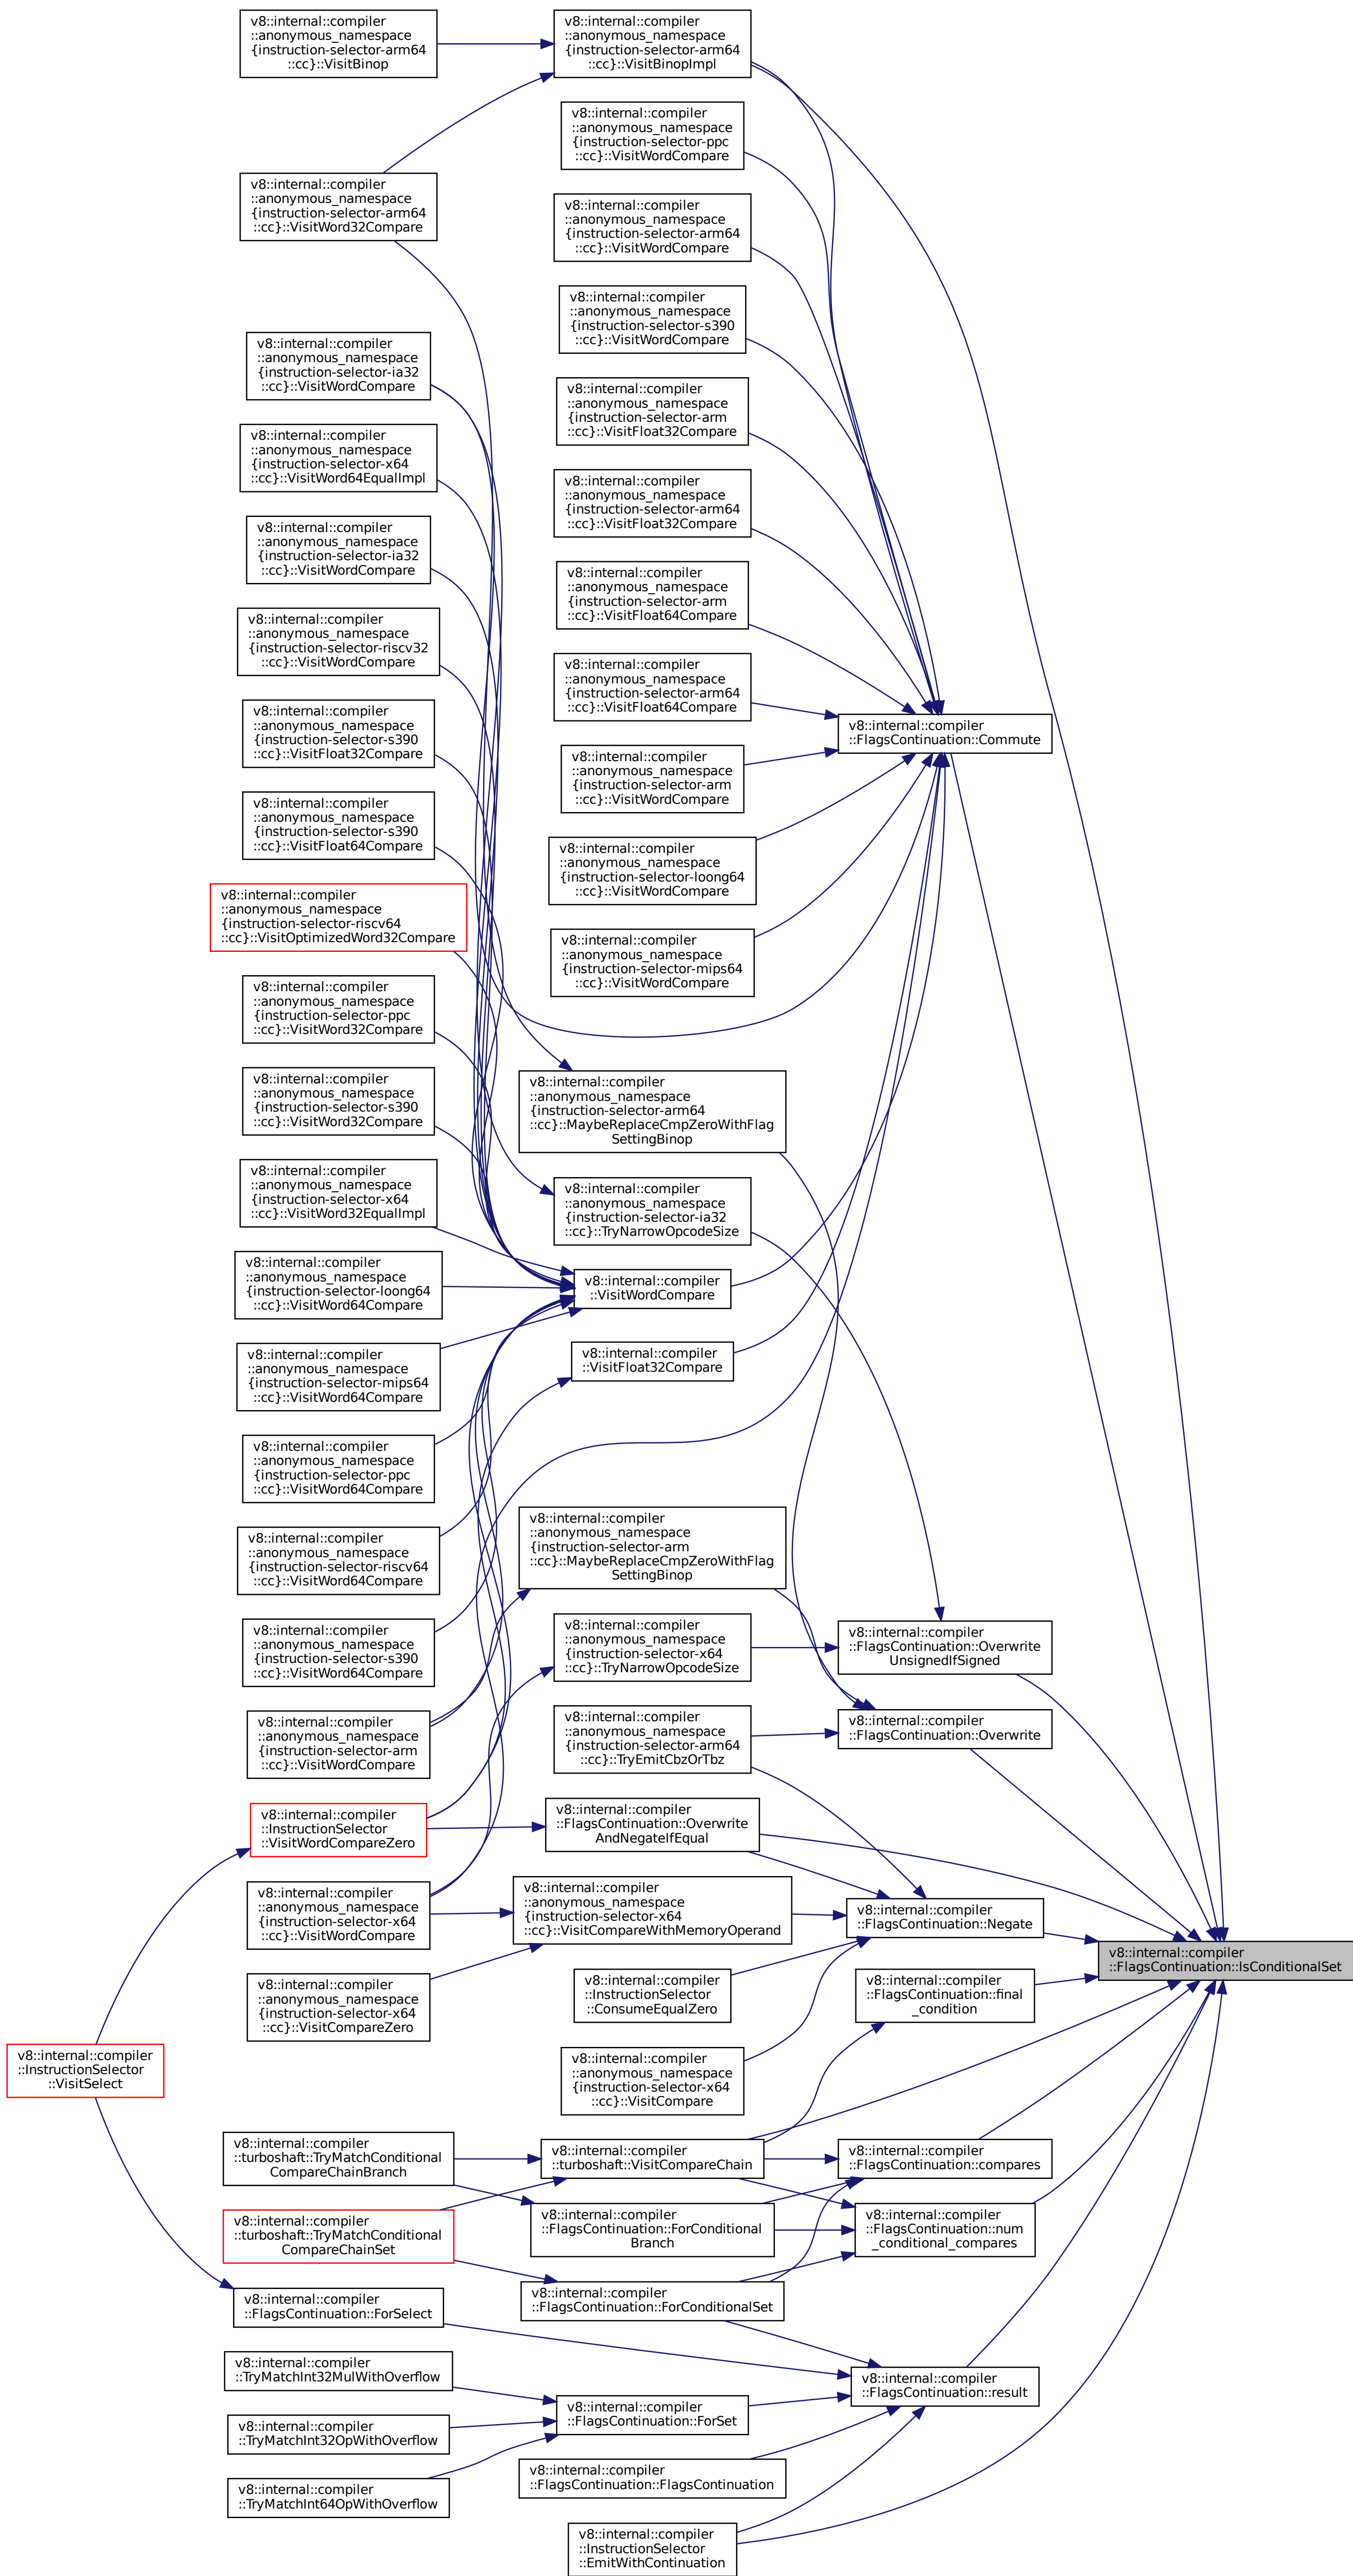 v8::internal::compiler
::anonymous_namespace
{instruction-selector-arm64
::cc}::VisitBinop
v8::internal::compiler
::anonymous_namespace
{instruction-selector-arm64
::cc}::VisitBinopImpl
v8::internal::compiler
::anonymous_namespace
{instruction-selector-ppc
::cc}::VisitWordCompare
v8::internal::compiler
::anonymous_namespace
{instruction-selector-arm64
::cc}::VisitWord32Compare
v8::internal::compiler
::anonymous_namespace
{instruction-selector-arm64
::cc}::VisitWordCompare
v8::internal::compiler
::anonymous_namespace
{instruction-selector-s390
::cc}::VisitWordCompare
v8::internal::compiler
::anonymous_namespace
{instruction-selector-ia32
::cc}::VisitWordCompare
v8::internal::compiler
::anonymous_namespace
{instruction-selector-arm
::cc}::VisitFloat32Compare
v8::internal::compiler
::anonymous_namespace
{instruction-selector-x64
::cc}::VisitWord64EqualImpl
v8::internal::compiler
::anonymous_namespace
{instruction-selector-arm64
::cc}::VisitFloat32Compare
v8::internal::compiler
::anonymous_namespace
{instruction-selector-ia32
::cc}::VisitWordCompare
v8::internal::compiler
::anonymous_namespace
{instruction-selector-arm
::cc}::VisitFloat64Compare
v8::internal::compiler
::anonymous_namespace
{instruction-selector-riscv32
::cc}::VisitWordCompare
v8::internal::compiler
::anonymous_namespace
{instruction-selector-arm64
::cc}::VisitFloat64Compare
v8::internal::compiler
::anonymous_namespace
{instruction-selector-s390
::cc}::VisitFloat32Compare
v8::internal::compiler
::FlagsContinuation::Commute
v8::internal::compiler
::anonymous_namespace
{instruction-selector-arm
::cc}::VisitWordCompare
v8::internal::compiler
::anonymous_namespace
{instruction-selector-s390
::cc}::VisitFloat64Compare
v8::internal::compiler
::anonymous_namespace
{instruction-selector-loong64
::cc}::VisitWordCompare
v8::internal::compiler
::anonymous_namespace
{instruction-selector-riscv64
::cc}::VisitOptimizedWord32Compare
v8::internal::compiler
::anonymous_namespace
{instruction-selector-mips64
::cc}::VisitWordCompare
v8::internal::compiler
::anonymous_namespace
{instruction-selector-ppc
::cc}::VisitWord32Compare
v8::internal::compiler
::anonymous_namespace
{instruction-selector-s390
::cc}::VisitWord32Compare
v8::internal::compiler
::anonymous_namespace
{instruction-selector-arm64
::cc}::MaybeReplaceCmpZeroWithFlag
SettingBinop
v8::internal::compiler
::anonymous_namespace
{instruction-selector-x64
::cc}::VisitWord32EqualImpl
v8::internal::compiler
::anonymous_namespace
{instruction-selector-ia32
::cc}::TryNarrowOpcodeSize
v8::internal::compiler
::anonymous_namespace
{instruction-selector-loong64
::cc}::VisitWord64Compare
v8::internal::compiler
::VisitWordCompare
v8::internal::compiler
::anonymous_namespace
{instruction-selector-mips64
::cc}::VisitWord64Compare
v8::internal::compiler
::VisitFloat32Compare
v8::internal::compiler
::anonymous_namespace
{instruction-selector-ppc
::cc}::VisitWord64Compare
v8::internal::compiler
::anonymous_namespace
{instruction-selector-riscv64
::cc}::VisitWord64Compare
v8::internal::compiler
::anonymous_namespace
{instruction-selector-arm
::cc}::MaybeReplaceCmpZeroWithFlag
SettingBinop
v8::internal::compiler
::anonymous_namespace
{instruction-selector-s390
::cc}::VisitWord64Compare
v8::internal::compiler
::anonymous_namespace
{instruction-selector-x64
::cc}::TryNarrowOpcodeSize
v8::internal::compiler
::FlagsContinuation::Overwrite
UnsignedIfSigned
v8::internal::compiler
::anonymous_namespace
{instruction-selector-arm
::cc}::VisitWordCompare
v8::internal::compiler
::anonymous_namespace
{instruction-selector-arm64
::cc}::TryEmitCbzOrTbz
v8::internal::compiler
::FlagsContinuation::Overwrite
v8::internal::compiler
::InstructionSelector
::VisitWordCompareZero
v8::internal::compiler
::FlagsContinuation::Overwrite
AndNegateIfEqual
v8::internal::compiler
::anonymous_namespace
{instruction-selector-x64
::cc}::VisitWordCompare
v8::internal::compiler
::anonymous_namespace
{instruction-selector-x64
::cc}::VisitCompareWithMemoryOperand
v8::internal::compiler
::FlagsContinuation::Negate
v8::internal::compiler
::FlagsContinuation::IsConditionalSet
v8::internal::compiler
::anonymous_namespace
{instruction-selector-x64
::cc}::VisitCompareZero
v8::internal::compiler
::InstructionSelector
::ConsumeEqualZero
v8::internal::compiler
::FlagsContinuation::final
_condition
v8::internal::compiler
::InstructionSelector
::VisitSelect
v8::internal::compiler
::anonymous_namespace
{instruction-selector-x64
::cc}::VisitCompare
v8::internal::compiler
::turboshaft::TryMatchConditional
CompareChainBranch
v8::internal::compiler
::turboshaft::VisitCompareChain
v8::internal::compiler
::FlagsContinuation::compares
v8::internal::compiler
::turboshaft::TryMatchConditional
CompareChainSet
v8::internal::compiler
::FlagsContinuation::ForConditional
Branch
v8::internal::compiler
::FlagsContinuation::num
_conditional_compares
v8::internal::compiler
::FlagsContinuation::ForSelect
v8::internal::compiler
::FlagsContinuation::ForConditionalSet
v8::internal::compiler
::TryMatchInt32MulWithOverflow
v8::internal::compiler
::FlagsContinuation::result
v8::internal::compiler
::TryMatchInt32OpWithOverflow
v8::internal::compiler
::FlagsContinuation::ForSet
v8::internal::compiler
::TryMatchInt64OpWithOverflow
v8::internal::compiler
::FlagsContinuation::FlagsContinuation
v8::internal::compiler
::InstructionSelector
::EmitWithContinuation